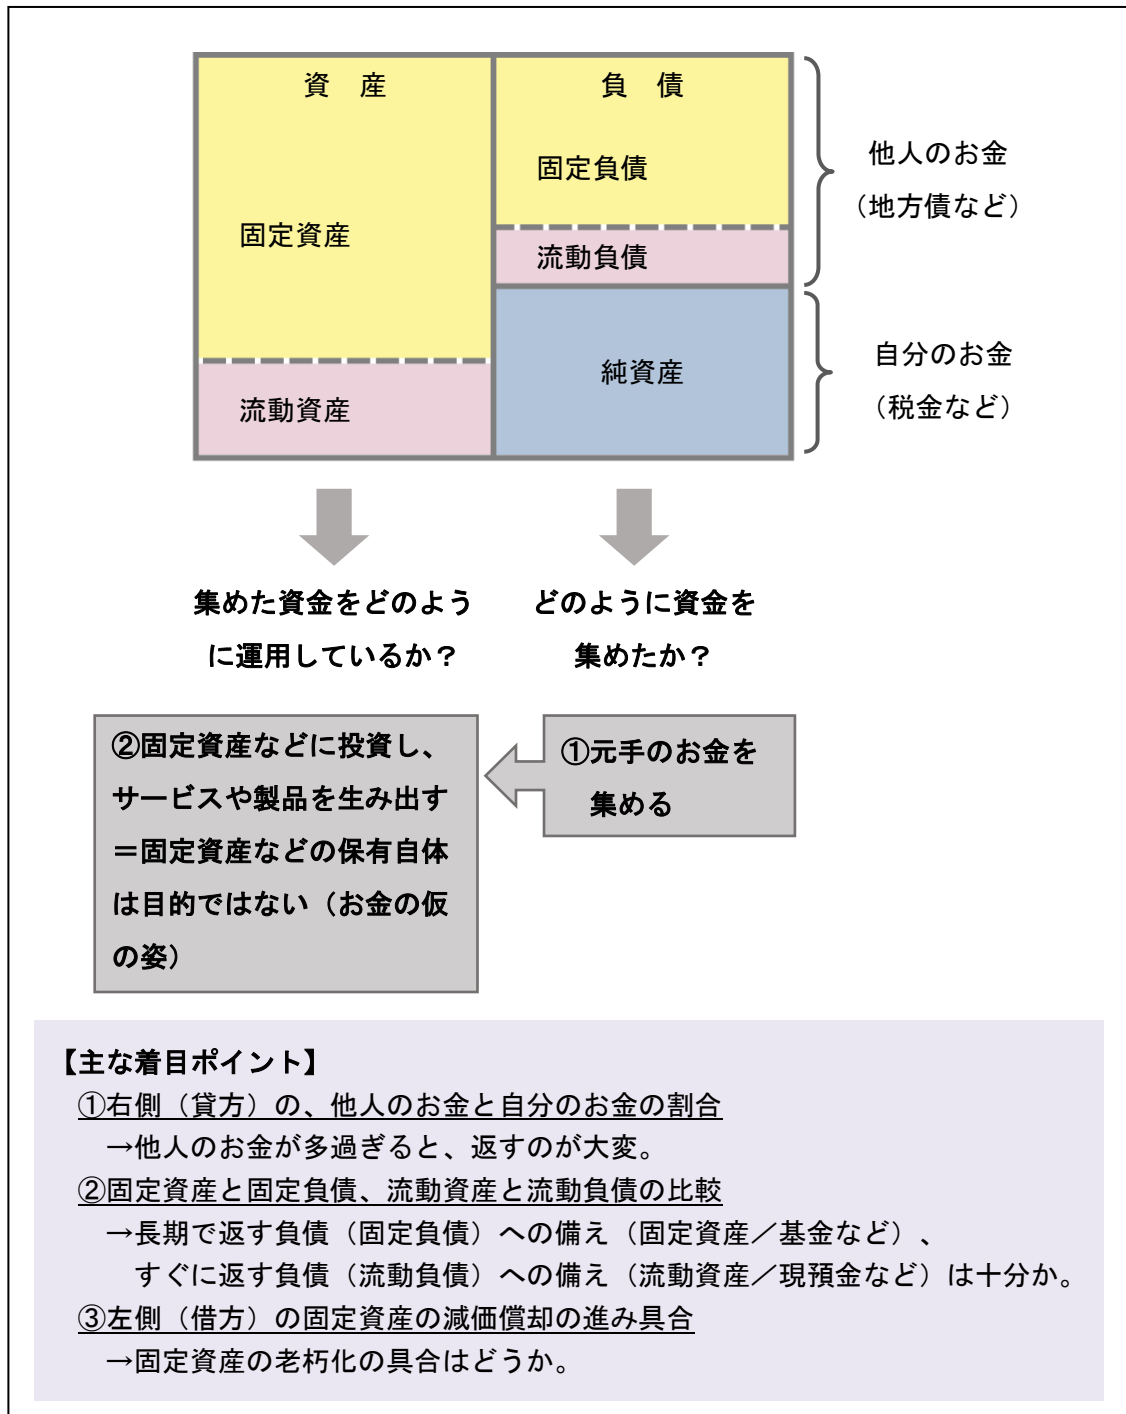 資　産
固定資産
流動資産
負　債
固定負債
流動負債
純資産
他人のお金
（地方債など）
自分のお金
（税金など）
集めた資金をどのよう
に運用しているか？
どのように資金を
集めたか？
②固定資産などに投資し、
サービスや製品を生み出す
＝固定資産などの保有自体
は目的ではない（お金の仮
の姿）
①元手のお金を
集める
【主な着目ポイント】
①右側（貸方）の、他人のお金と自分のお金の割合
→他人のお金が多過ぎると、返すのが大変。
②固定資産と固定負債、流動資産と流動負債の比較
→長期で返す負債（固定負債）への備え（固定資産／基金など）、
すぐに返す負債（流動負債）への備え（流動資産／現預金など）は十分か。
③左側（借方）の固定資産の減価償却の進み具合
→固定資産の老朽化の具合はどうか。